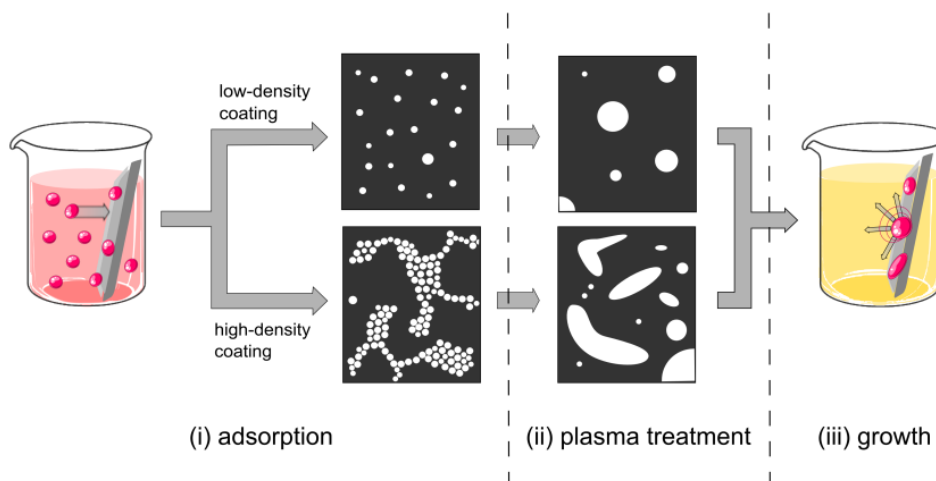 low-density
coating
high-density
coating
(i) adsorption
(ii) plasma treatment
(iii) growth